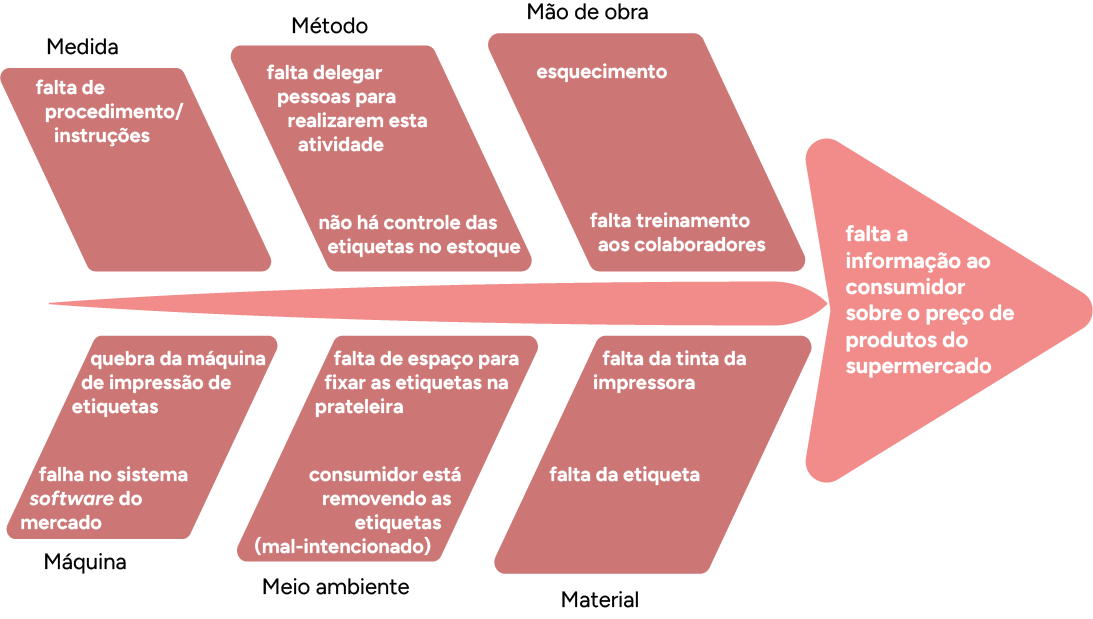 Medida
falta de
procedimento/
instruções
Método
falta delegar
pessoas para
realizarem esta
atividade
não há controle das
etiquetas no estoque
Mão de obra
esquecimento
falta treinamento
aos colaboradores
falta a
informação ao
consumidor
sobre o preço de
produtos do
supermercado
quebra da máquina
de impressão de
etiquetas
falha no sistema
software do
mercado
Máquina
falta de espaço para
fixar as etiquetas na
prateleira
consumidor está
removendo as
etiquetas
(mal-intencionado)
Meio ambiente
falta da tinta da
impressora
falta da etiqueta
Material